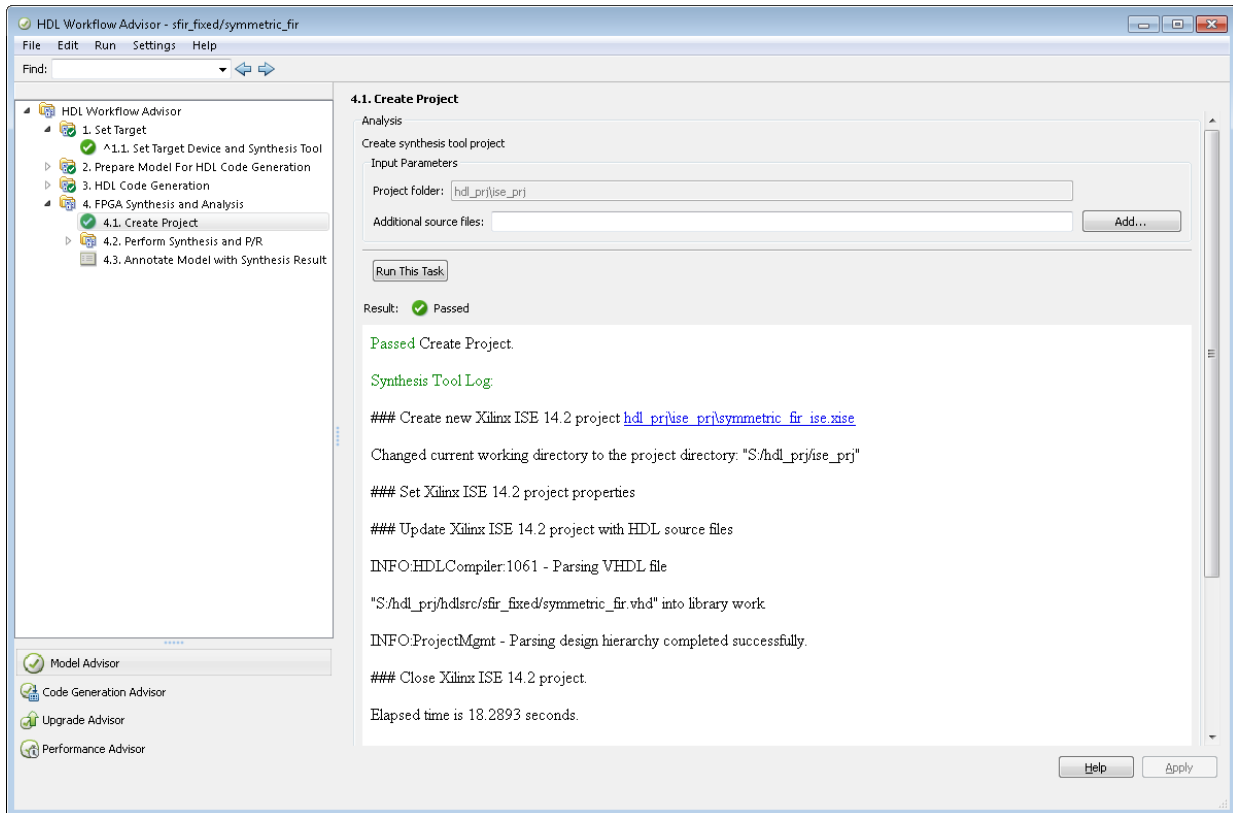 HDL Workflow Advisor - sfir_fixed/symmetric_fir
File Edit Run Settings Help
Find:
HDL Workflow Advisor
1. Set Target
^1.1. Set Target Device and Synthesis Tool
2. Prepare Model For HDL Code Generation
3. HDL Code Generation
4. FPGA Synthesis and Analysis
4.1. Create Project
4.2. Perform Synthesis and P/R
4.3. Annotate Model with Synthesis Result
Model Advisor
Code Generation Advisor
Upgrade Advisor
Performance Advisor
4.1. Create Project
Analysis
Create synthesis tool project
Input Parameters
Project folder: hdl_prj\ise_prj
Additional source files: Add...
Run This Task
Result: Passed
Passed Create Project.
Synthesis Tool Log:
### Create new Xilinx ISE 14.2 project hdl_prj\ise_prj\symmetric_fir_ise.xise
Changed current working directory to the project directory: "S:/hdl_prj/ise_prj"
### Set Xilinx ISE 14.2 project properties
### Update Xilinx ISE 14.2 project with HDL source files
INFO:HDLCompiler:1061 - Parsing VHDL file
"S:/hdl_prj/hdlsrc/sfir_fixed/symmetric_fir.vhd" into library work
INFO:ProjectMgmt - Parsing design hierarchy completed successfully.
### Close Xilinx ISE 14.2 project.
Elapsed time is 18.2893 seconds.
Help Apply